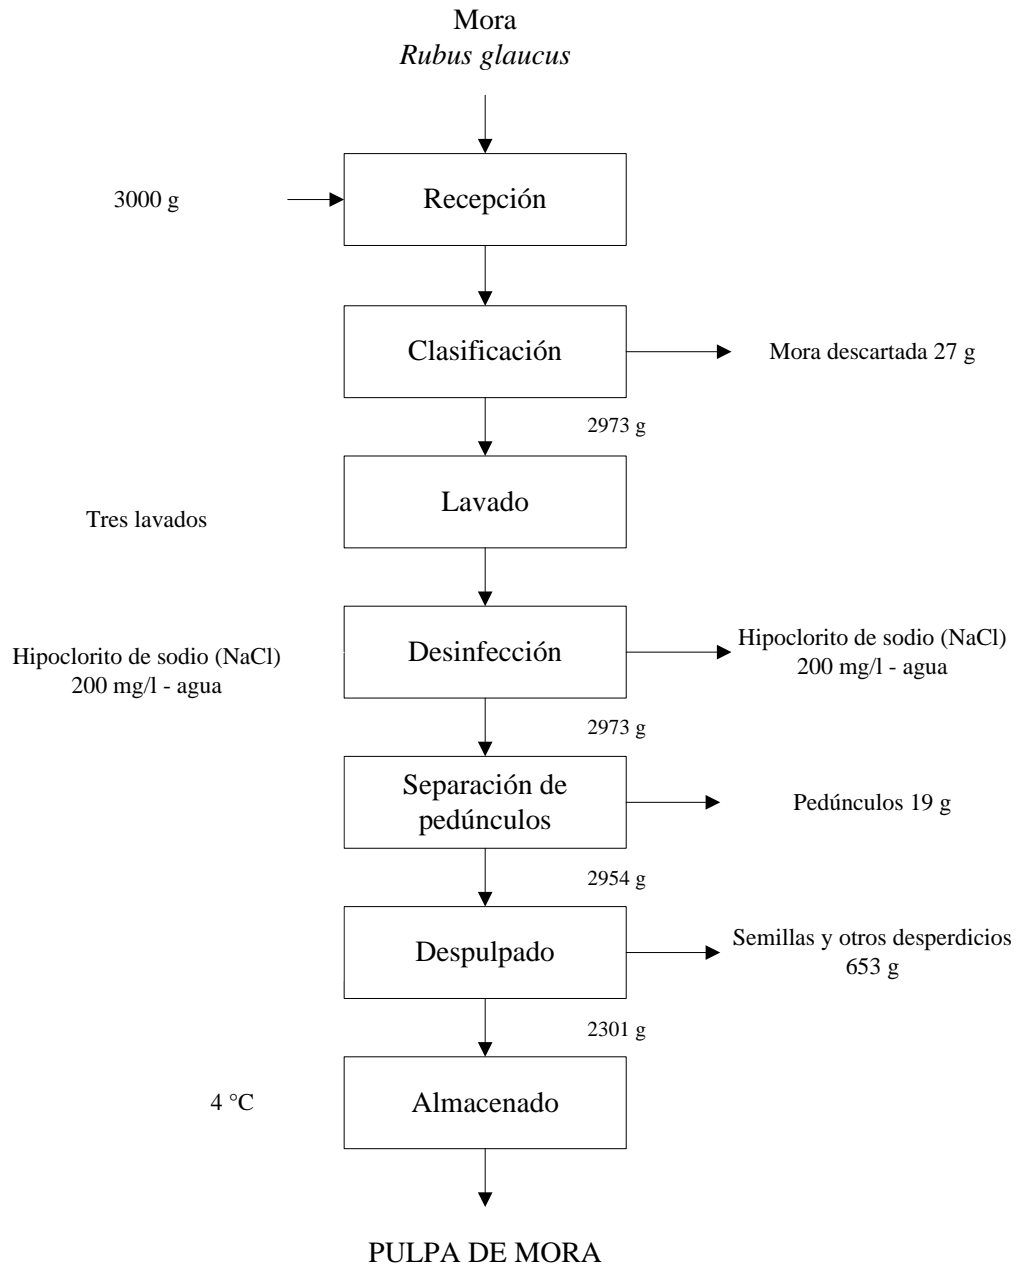 Mora
Rubus glaucus
3000 g
Recepción
Clasificación
Mora descartada 27 g
2973 g
Lavado
Tres lavados
Hipoclorito de sodio (NaCl)
200 mg/l - agua
Desinfección
Hipoclorito de sodio (NaCl)
200 mg/l - agua
2973 g
Separación de
pedúnculos
Pedúnculos 19 g
2954 g
Despulpado
Semillas y otros desperdicios
653 g
2301 g
4 °C
Almacenado
PULPA DE MORA